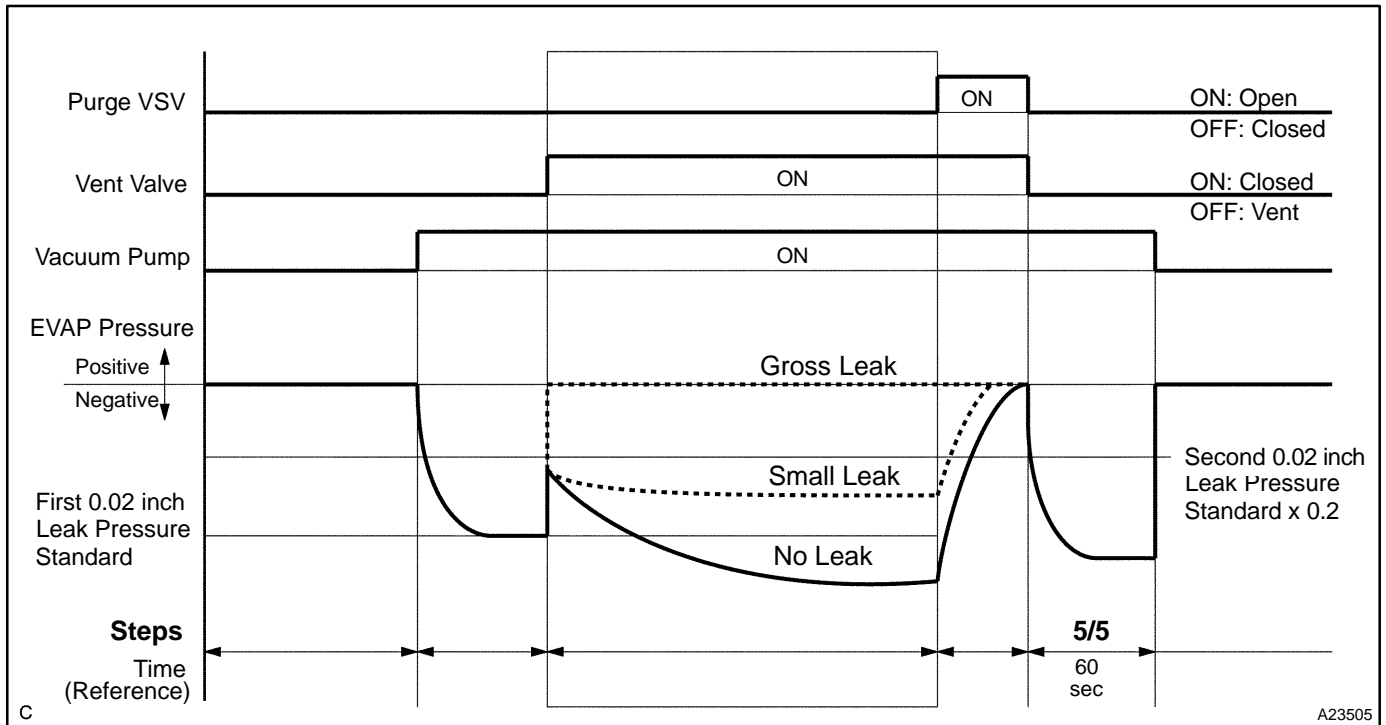 Purge VSV
ON
ON: Open
OFF: Closed
Vent Valve
ON
ON: Closed
OFF: Vent
Vacuum Pump
ON
EVAP Pressure
Positive
Negative
Gross Leak
Small Leak
No Leak
First 0.02 inch
Leak Pressure
Standard
Second 0.02 inch
Leak Pressure
Standard x 0.2
Steps
5/5
Time
(Reference)
60
sec
C
A23505